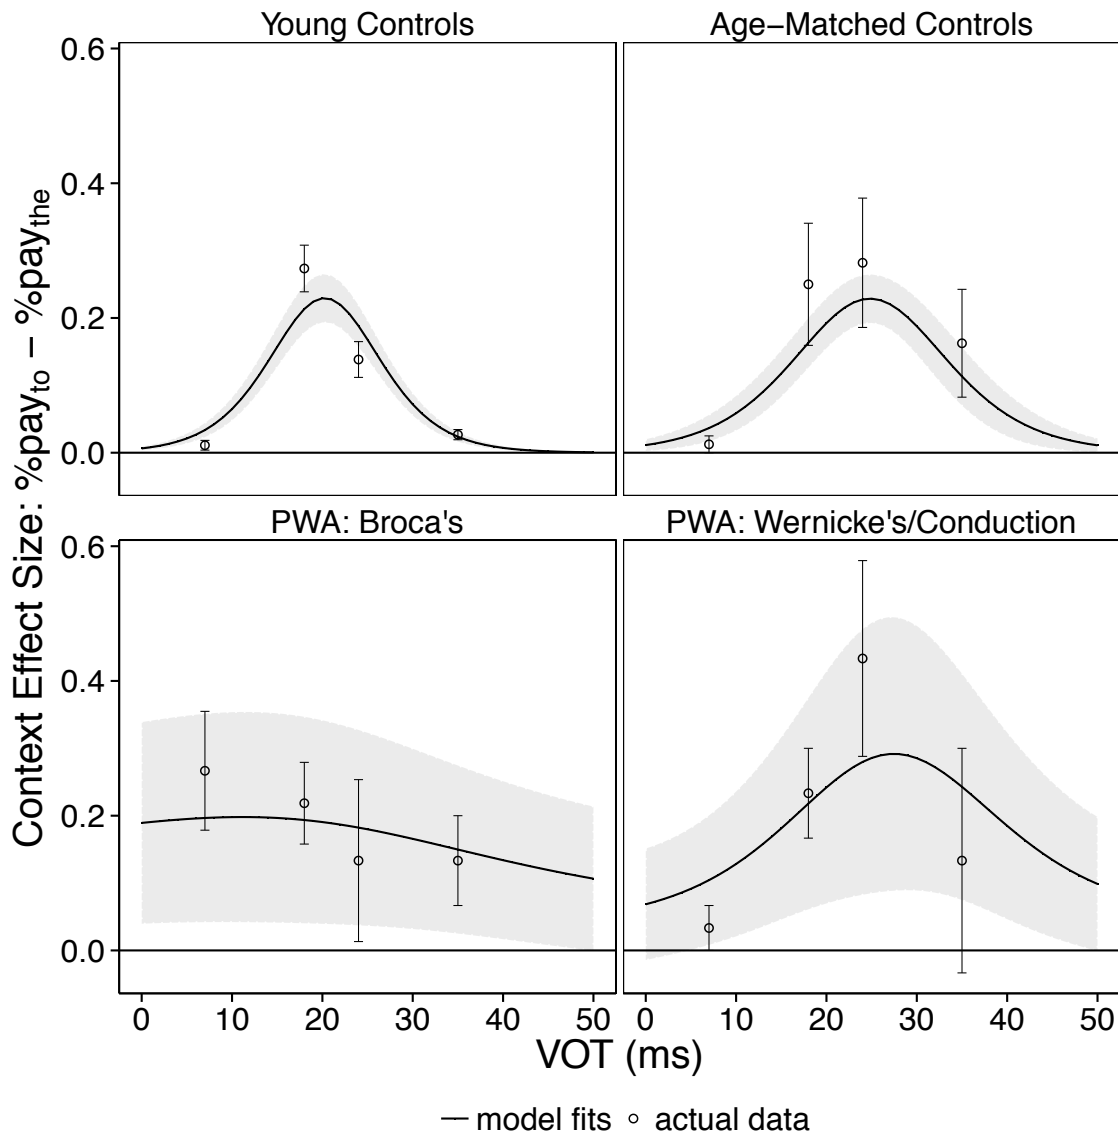 Young Controls
Age−Matched Controls
Context Effect Size: %payto − %paythe
0.6
0.4
0.2
0.0
PWA: Broca's
PWA: Wernicke's/Conduction
0.6
0.4
0.2
0.0
0 10 20 30 40 50
0 10 20 30 40 50
VOT (ms)
model fits actual data